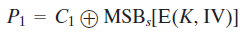 P₁ = C₁ ⊕ MSBₛ[E(K, IV)]